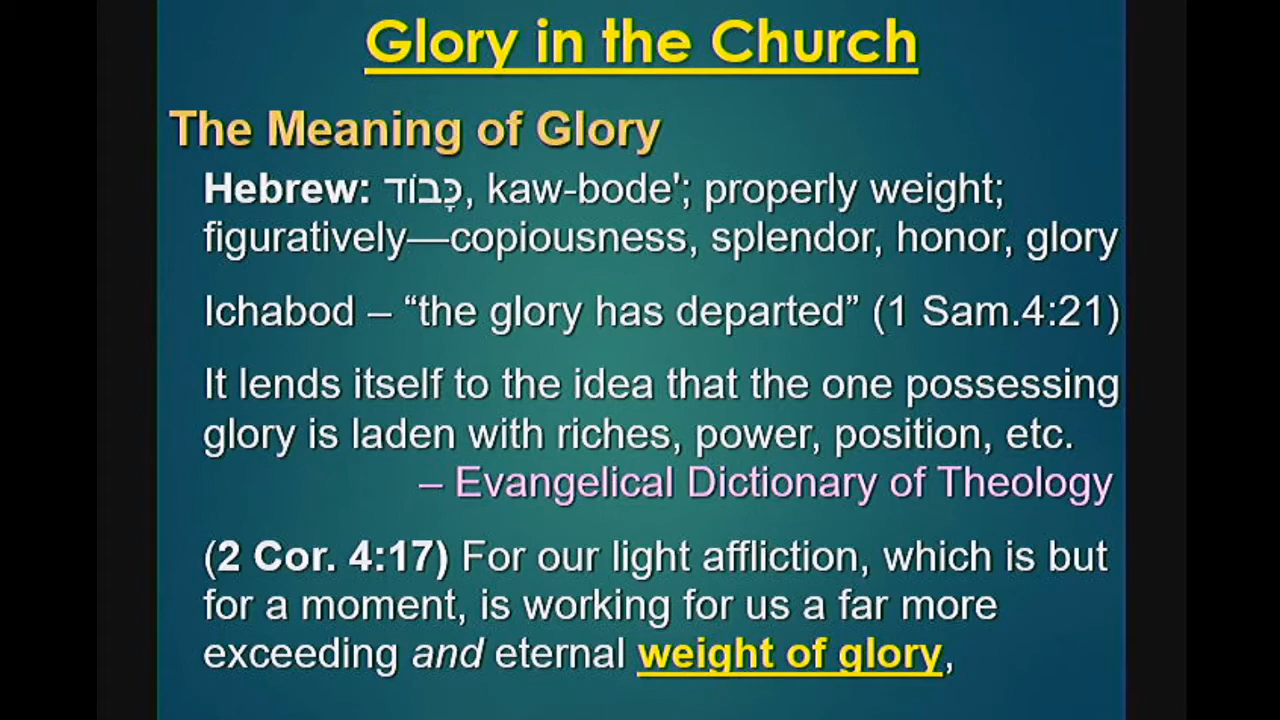 Glory in the Church
The Meaning of Glory
Hebrew: כָּבוֹד, kaw-bode'; properly weight;
figuratively—copiousness, splendor, honor, glory
Ichabod – “the glory has departed” (1 Sam.4:21)
It lends itself to the idea that the one possessing
glory is laden with riches, power, position, etc.
– Evangelical Dictionary of Theology
(2 Cor. 4:17) For our light affliction, which is but
for a moment, is working for us a far more
exceeding and eternal weight of glory,